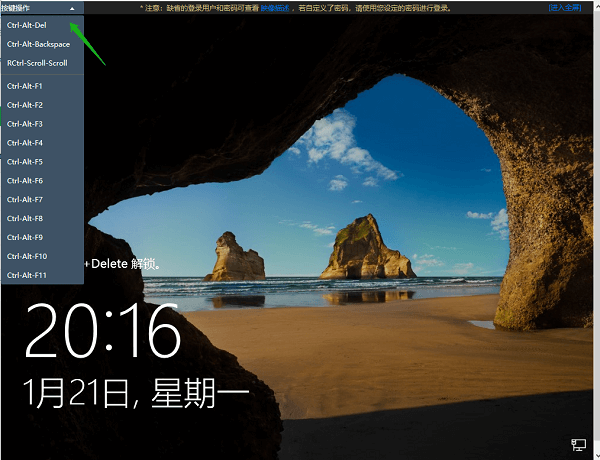 按键操作
* 注意：缺省的登录用户和密码可查看 映像描述 ，若自定义了密码，请使用您设定的密码进行登录。
[进入全屏]
Ctrl-Alt-Del
Ctrl-Alt-Backspace
RCtrl-Scroll-Scroll
Ctrl-Alt-F1
Ctrl-Alt-F2
Ctrl-Alt-F3
Ctrl-Alt-F4
Ctrl-Alt-F5
Ctrl-Alt-F6
Ctrl-Alt-F7
Ctrl-Alt-F8
Ctrl-Alt-F9
Ctrl-Alt-F10
Ctrl-Alt-F11
+Delete 解锁。
20:16
1月21日, 星期一